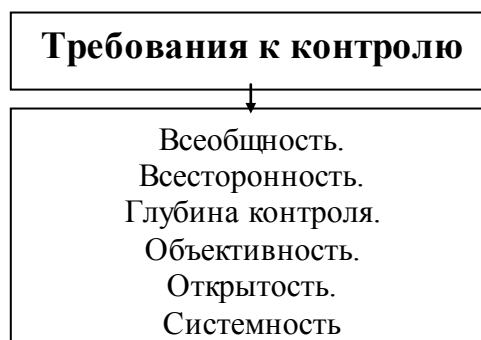 Требования к контролю
Всеобщность.
Всесторонность.
Глубина контроля.
Объективность.
Открытость.
Системность